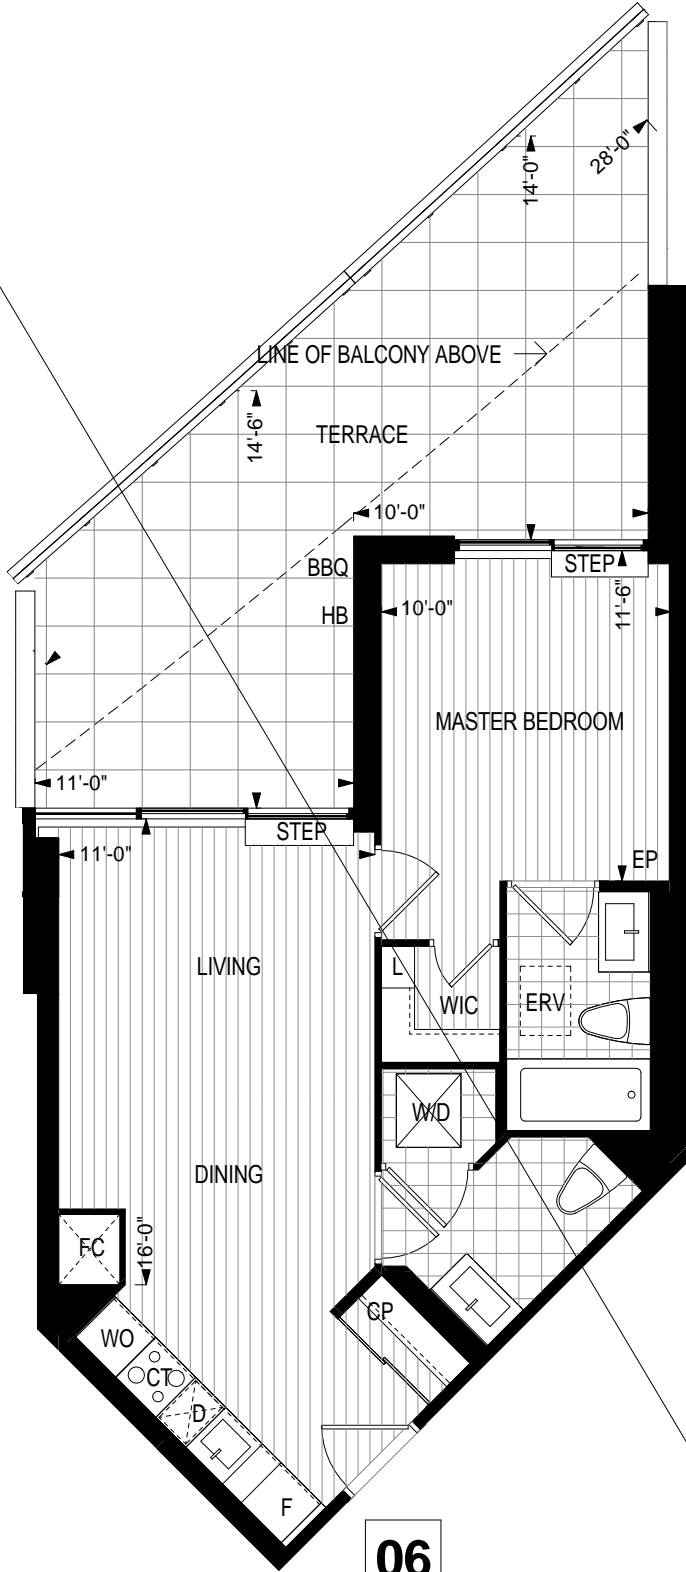 28'-0"
14'-0"
LINE OF BALCONY ABOVE
14'-6"
TERRACE
10'-0"
BBQ
STEP
11'-6"
10'-0"
HB
MASTER BEDROOM
11'-0"
STEP
11'-0"
EP
LIVING
L
WIC
ERV
W/D
DINING
FC
16'-0"
CP
WO
CT
D
F
06